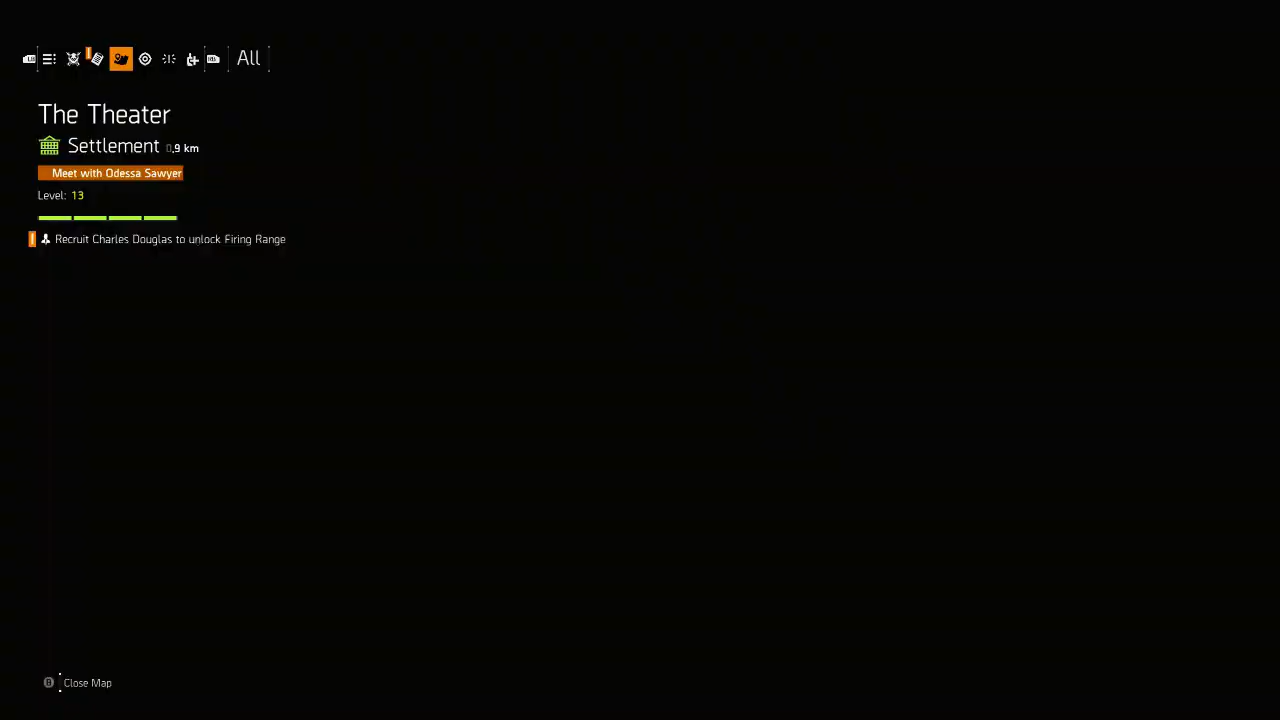 All
The Theater
Settlement 0.9 km
Meet with Odessa Sawyer
Level: 13
Recruit Charles Douglas to unlock Firing Range
B Close Map